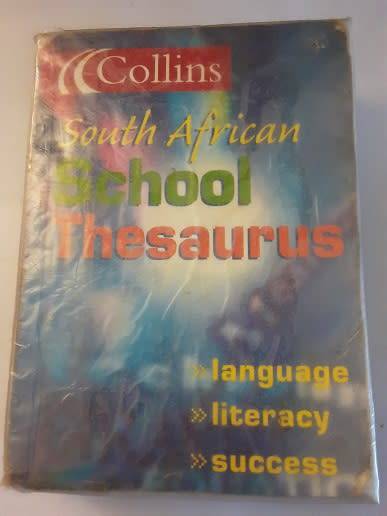 Collins
South African
School
Thesaurus
» language
» literacy
» success